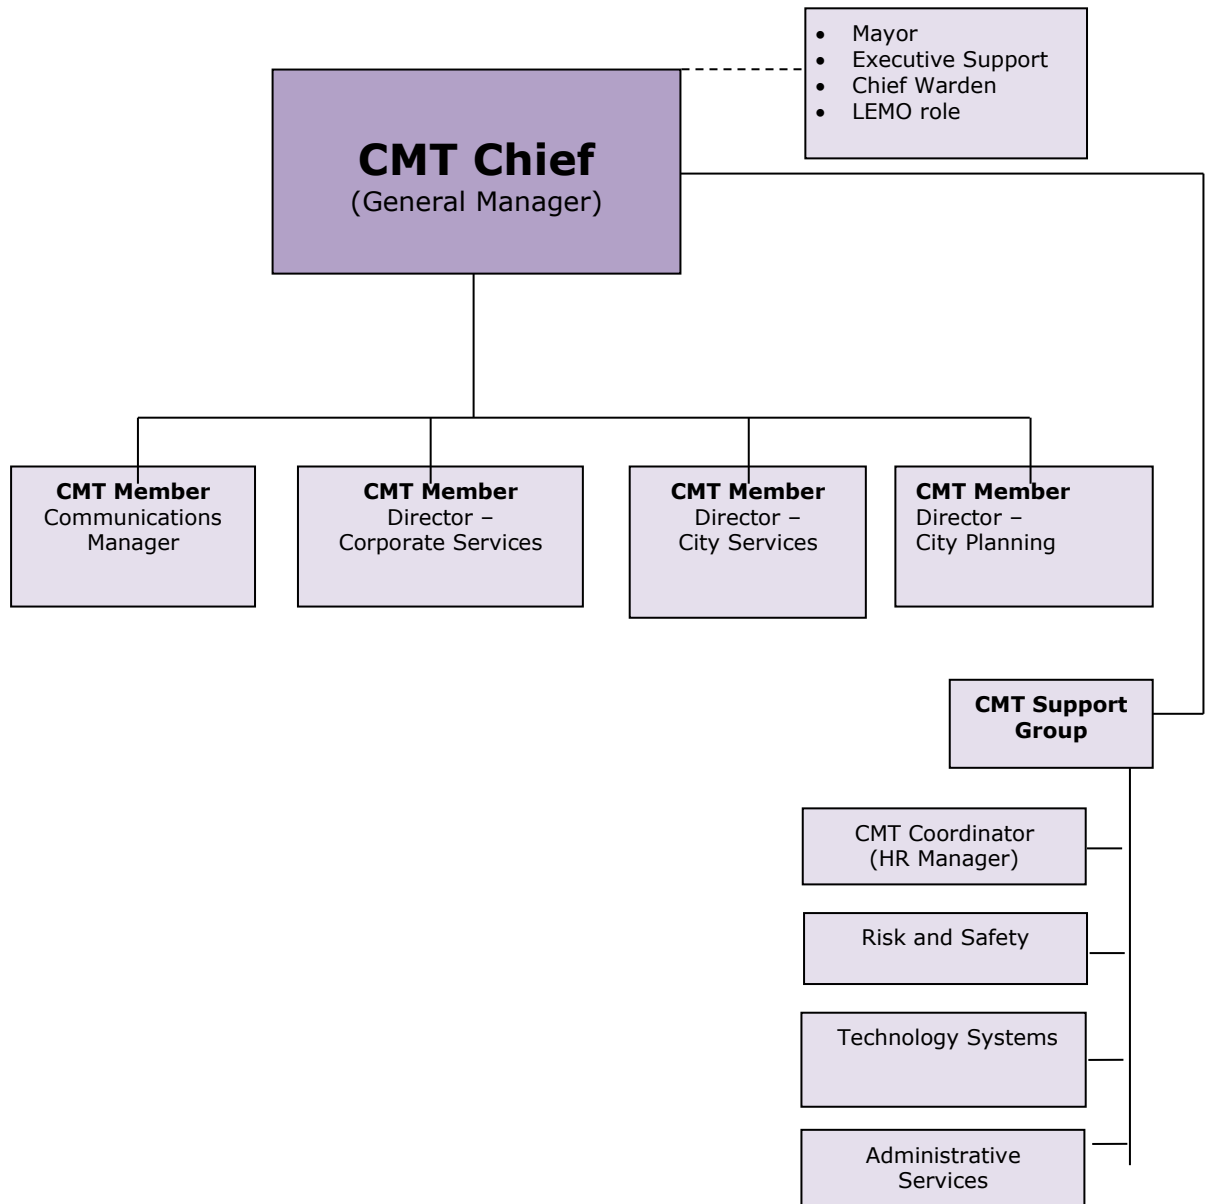 • Mayor
• Executive Support
• Chief Warden
• LEMO role
CMT Chief
(General Manager)
CMT Member
Communications
Manager
CMT Member
Director –
Corporate Services
CMT Member
Director –
City Services
CMT Member
Director –
City Planning
CMT Support
Group
CMT Coordinator
(HR Manager)
Risk and Safety
Technology Systems
Administrative
Services